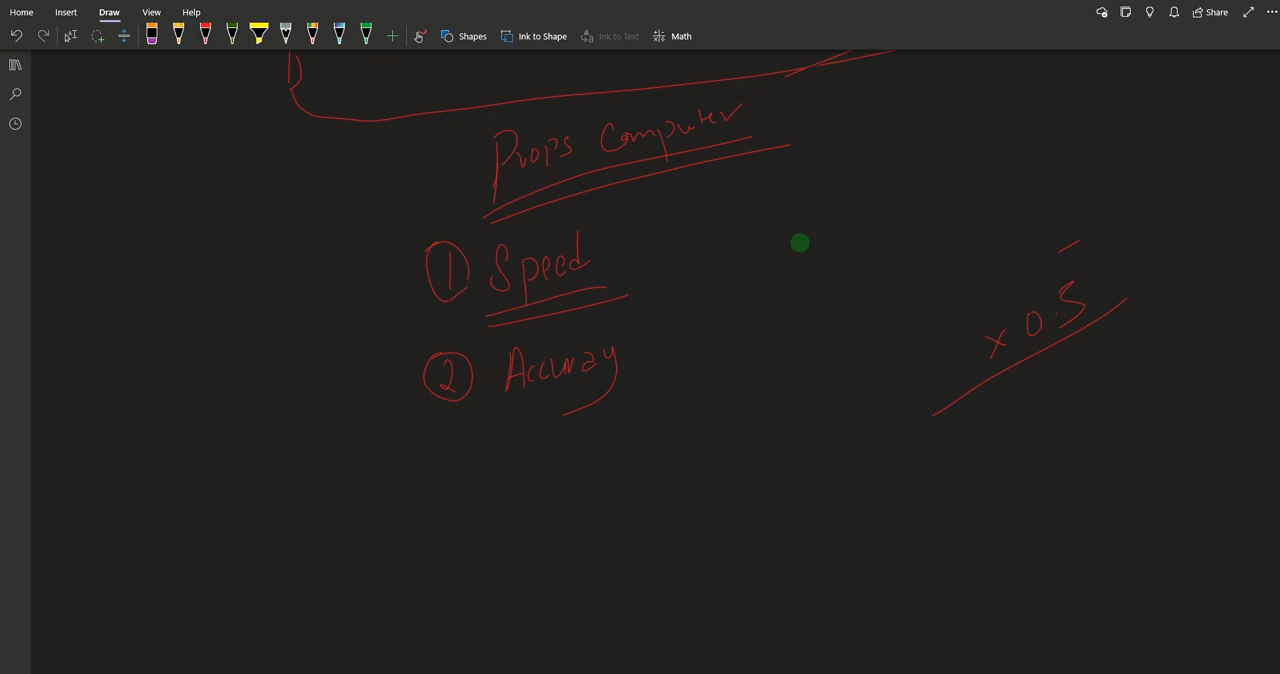 Home Insert Draw View Help Share
Shapes Ink to Shape Ink to Text Math
Props Computer
① Speed
② Accuracy
x 0.5